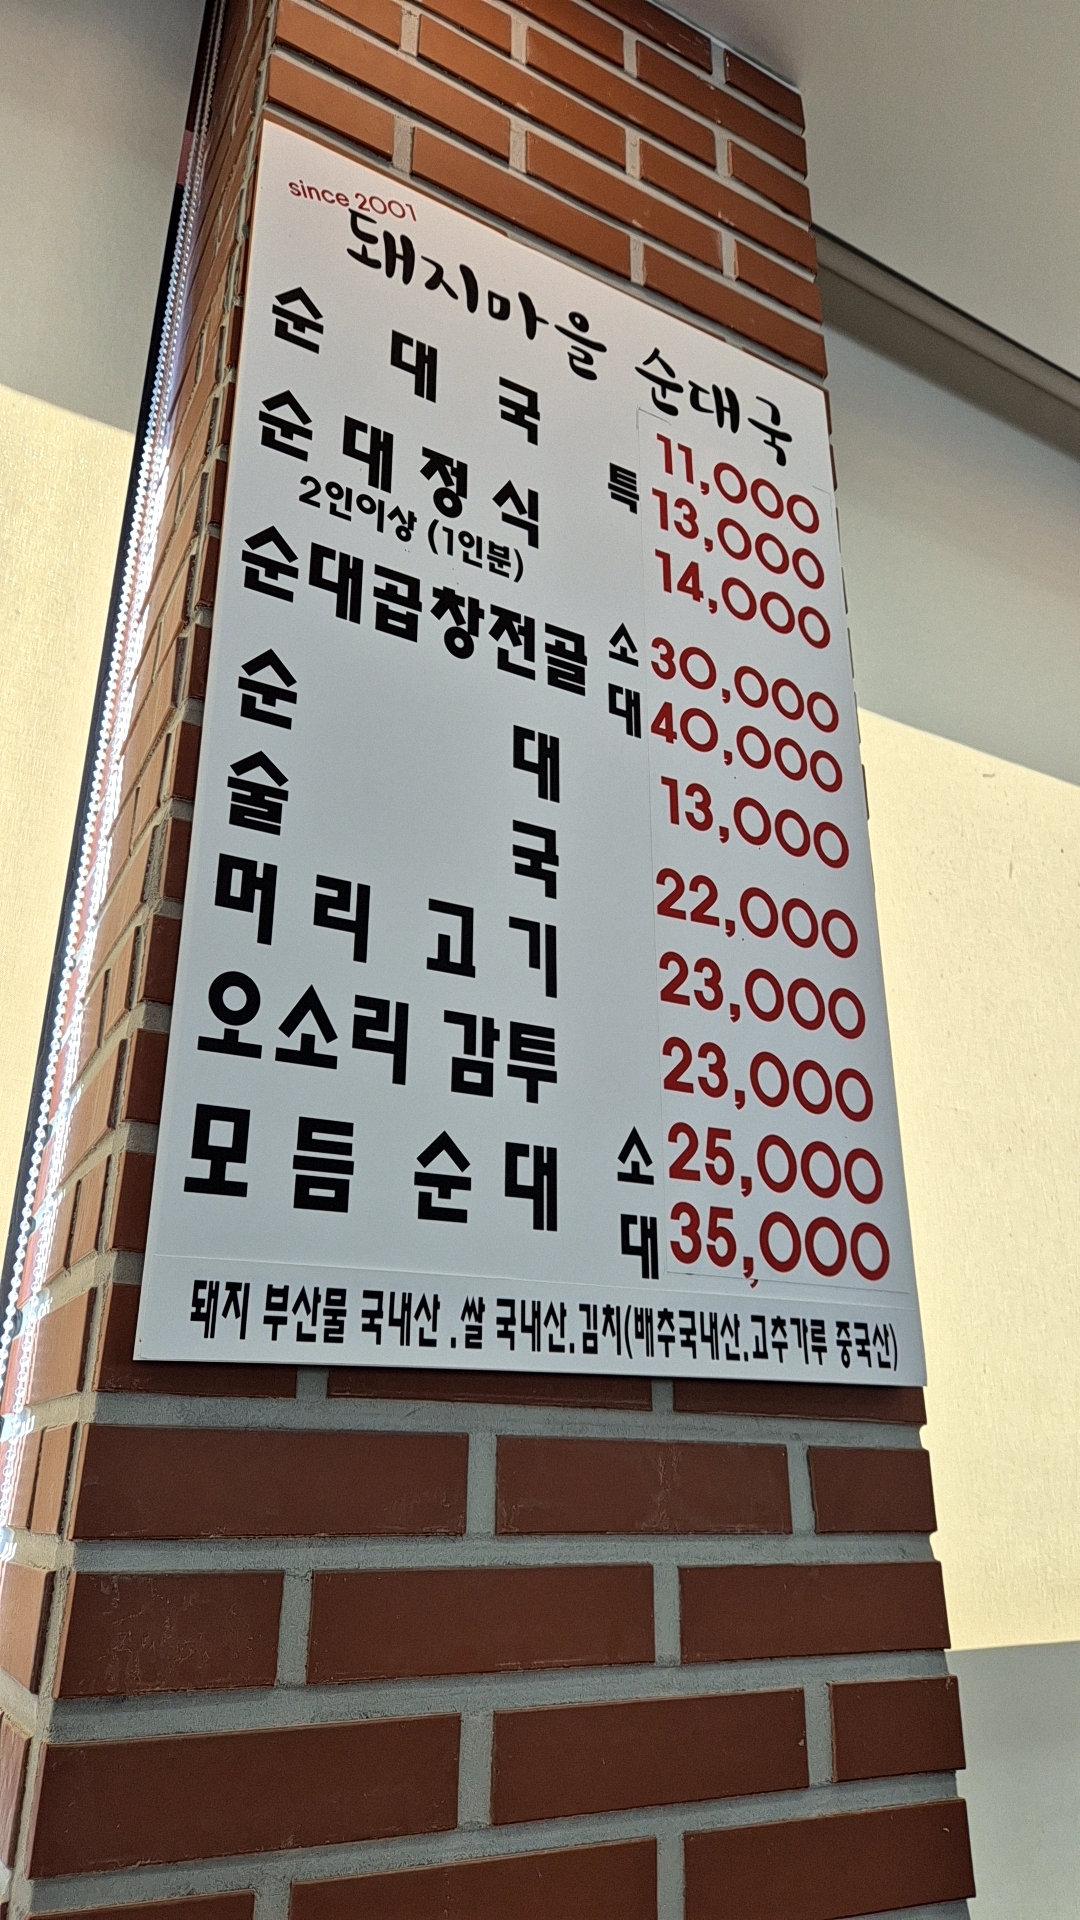 since 2001
돼지마을 순대국
순대국 11,000
특 13,000
순대정식 14,000
2인이상 (1인분)
순대곱창전골 소 30,000
대 40,000
순대 13,000
술국 22,000
머리고기 23,000
오소리감투 23,000
모듬순대 소 25,000
대 35,000
돼지 부산물 국내산 .쌀 국내산.김치(배추국내산.고추가루 중국산)